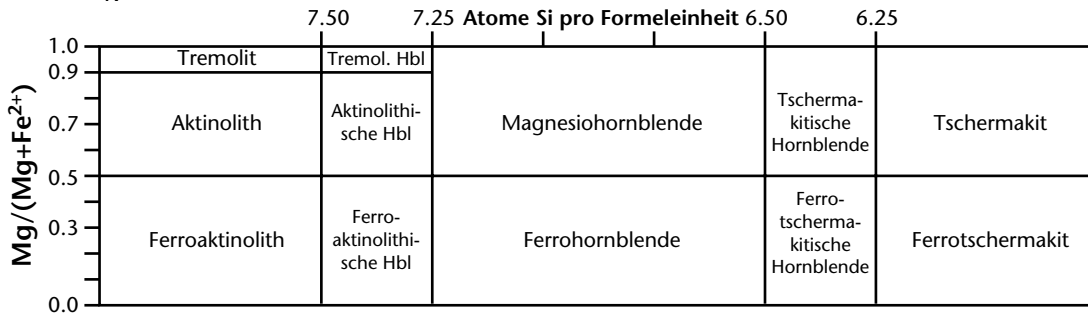 7.50
7.25
Atome Si pro Formeleinheit
6.50
6.25
1.0
0.9
0.7
0.5
0.3
0.0
Mg/(Mg+Fe²⁺)
Tremolit
Tremol. Hbl
Aktinolith
Aktinolithi-
sche Hbl
Magnesiohornblende
Tscherma-
kitische
Hornblende
Tschermakit
Ferroaktinolith
Ferro-
aktinolithi-
sche Hbl
Ferrohornblende
Ferro-
tscherma-
kitische
Hornblende
Ferrotschermakit